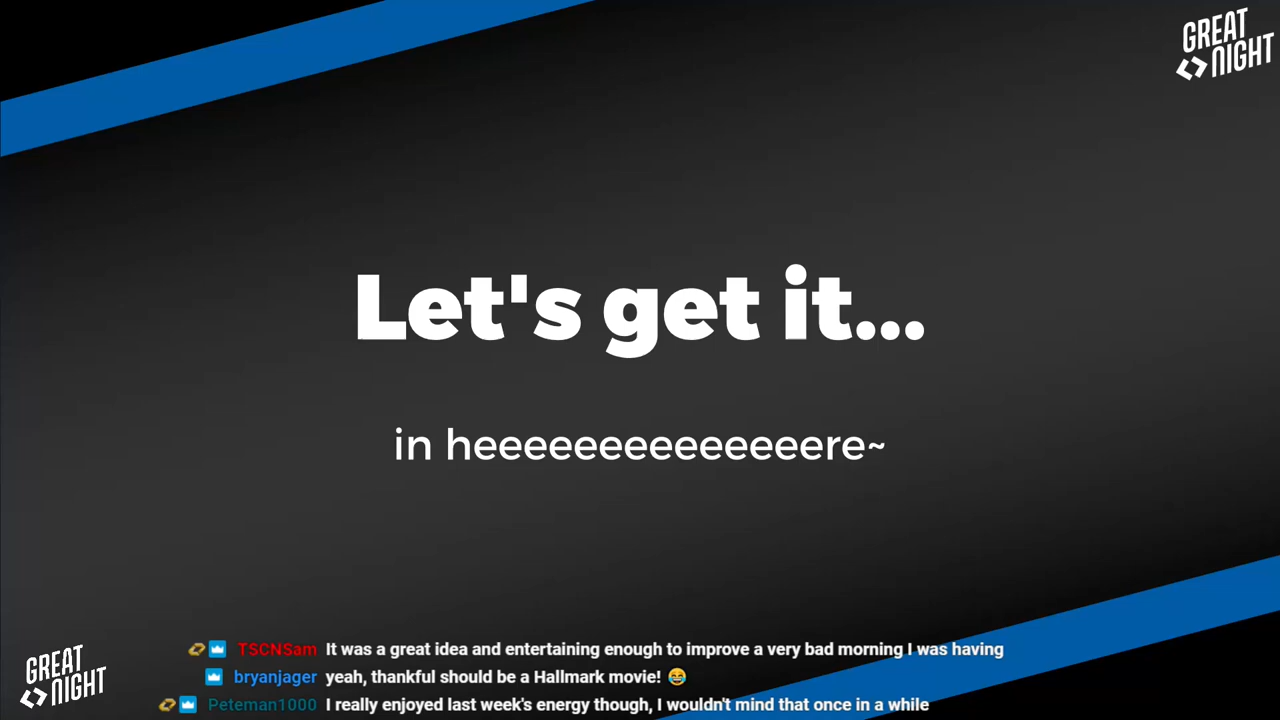 GREAT
NIGHT
Let's get it...
in heeeeeeeeeeeeeere~
GREAT
NIGHT
TSCNSam It was a great idea and entertaining enough to improve a very bad morning I was having
bryanjager yeah, thankful should be a Hallmark movie! 😂
Peteman1000 I really enjoyed last week's energy though, I wouldn't mind that once in a while